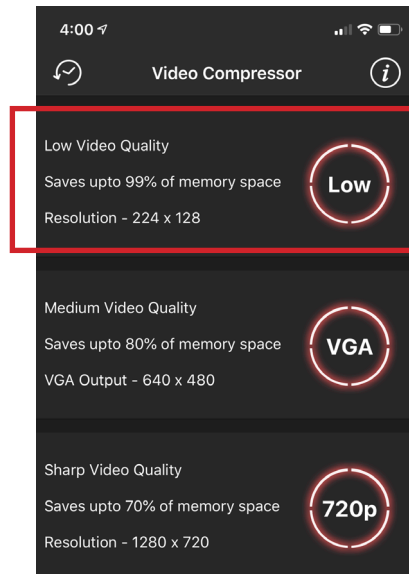 4:00
Video Compressor
i
Low Video Quality
Saves upto 99% of memory space
Resolution - 224 x 128
Low
Medium Video Quality
Saves upto 80% of memory space
VGA Output - 640 x 480
VGA
Sharp Video Quality
Saves upto 70% of memory space
Resolution - 1280 x 720
720p